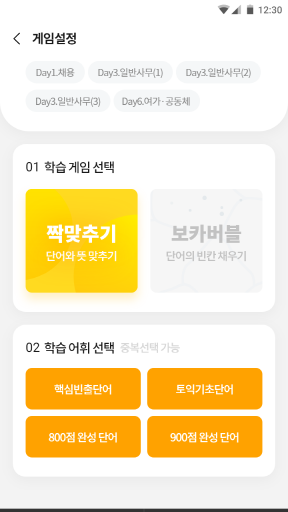 12:30
게임설정
Day1.채용 Day3.일반사무(1) Day3.일반사무(2)
Day3.일반사무(3) Day6.여가·공동체
01 학습 게임 선택
짝맞추기 보카버블
단어와 뜻 맞추기 단어의 빈칸 채우기
02 학습 어휘 선택 중복선택 가능
핵심빈출단어 토익기초단어
800점 완성 단어 900점 완성 단어